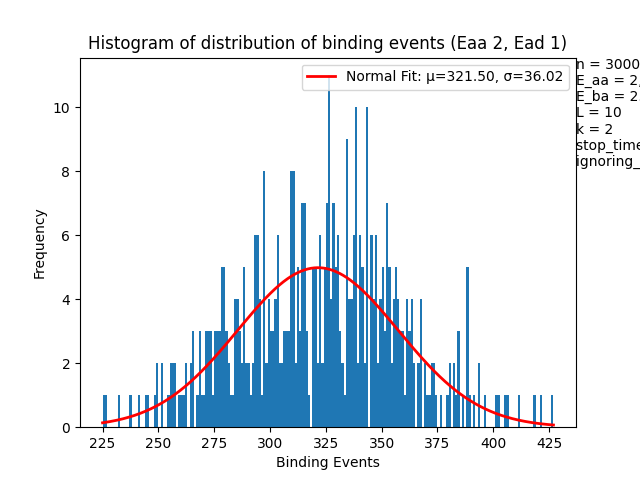 Histogram of distribution of binding events (Eaa 2, Ead 1)
Normal Fit: μ=321.50, σ=36.02
n = 3000
E_aa = 2,
E_ba = 2
L = 10
k = 2
stop_time
ignoring_
Frequency
10
8
6
4
2
0
225 250 275 300 325 350 375 400 425
Binding Events